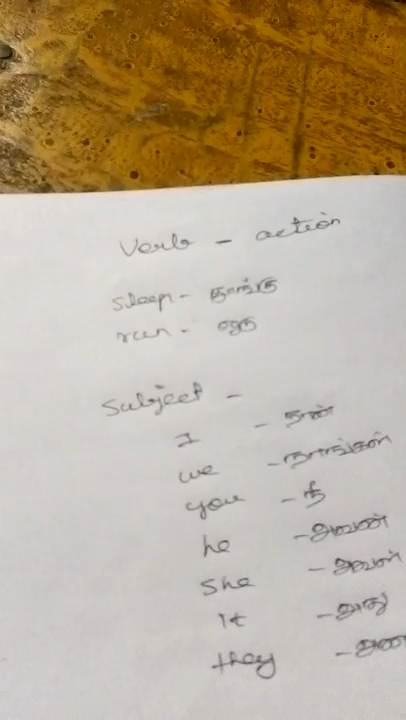 Verb - action
sleep - தூங்கு
run - ஓடு
Subject -
I - நான்
we - நாங்கள்
you - நீ
he - அவன்
She - அவள்
it - அது
they -